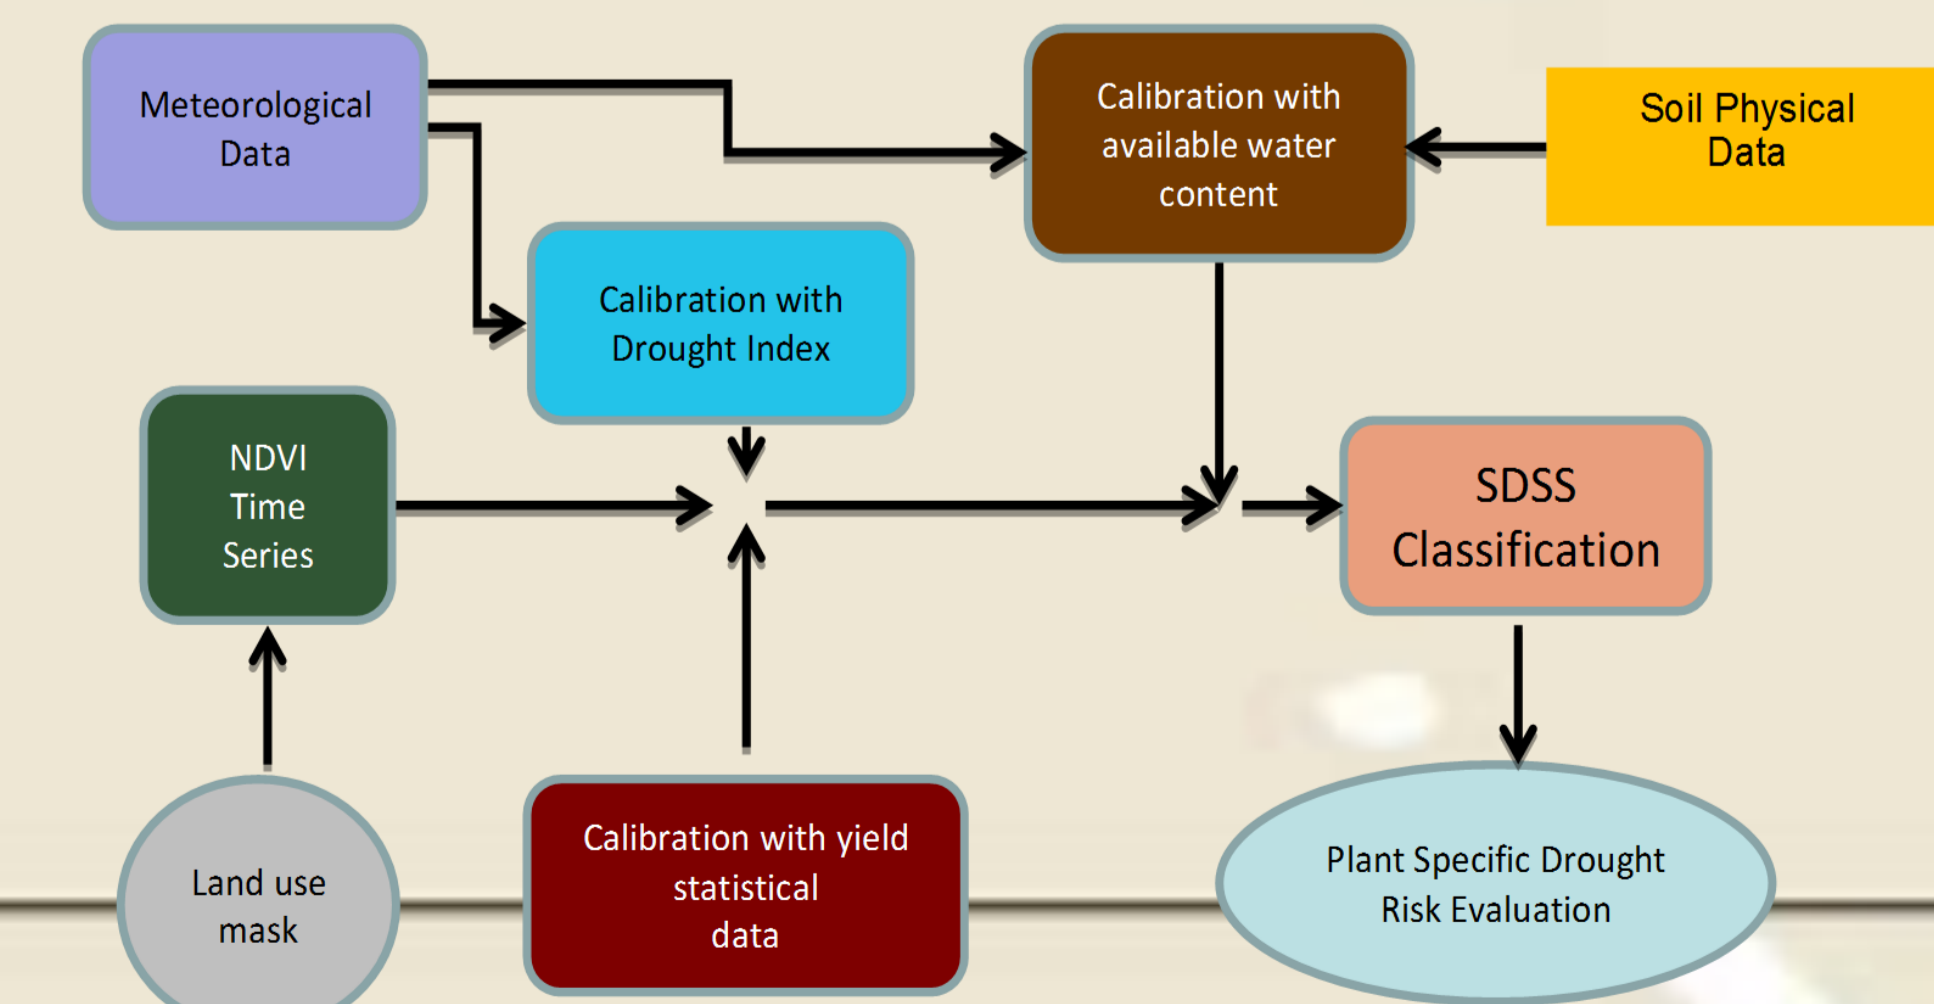 Meteorological
Data
Calibration with
available water
content
Soil Physical
Data
Calibration with
Drought Index
NDVI
Time
Series
SDSS
Classification
Land use
mask
Calibration with yield
statistical
data
Plant Specific Drought
Risk Evaluation